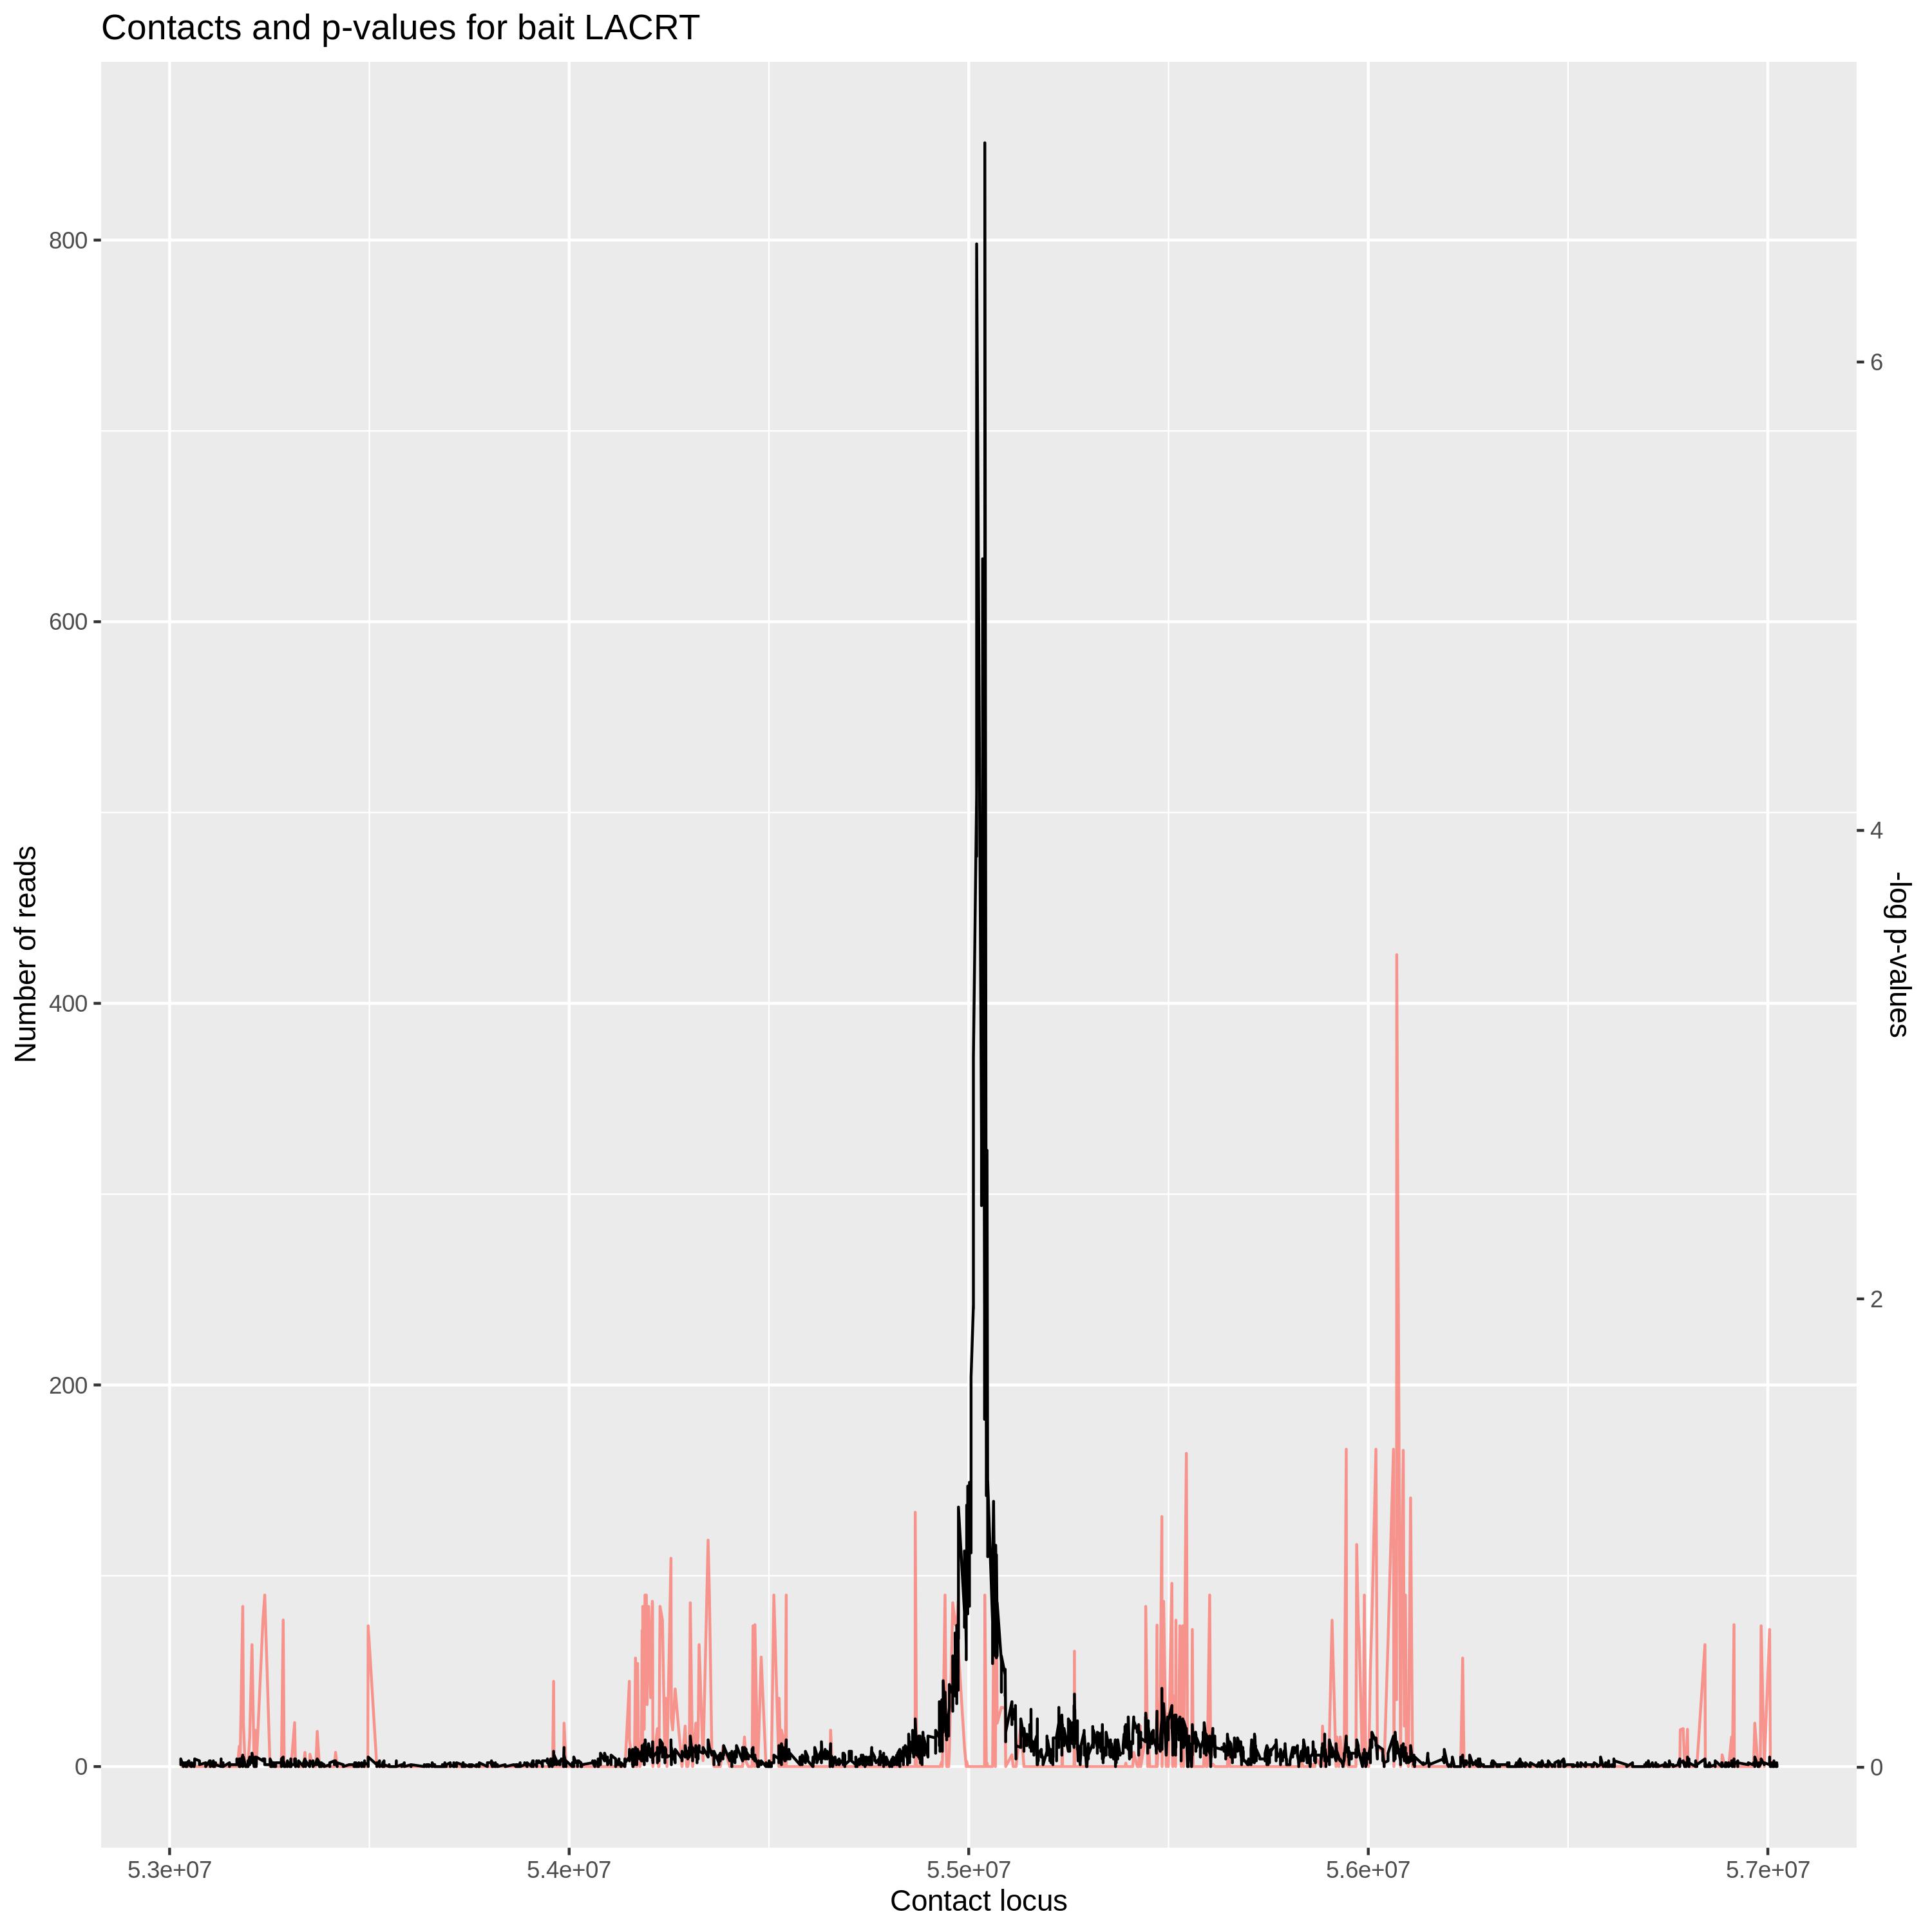 Contacts and p-values for bait LACRT
800
600
400
200
0
Number of reads
6
4
2
0
-log p-values
5.3e+07 5.4e+07 5.5e+07 5.6e+07 5.7e+07
Contact locus